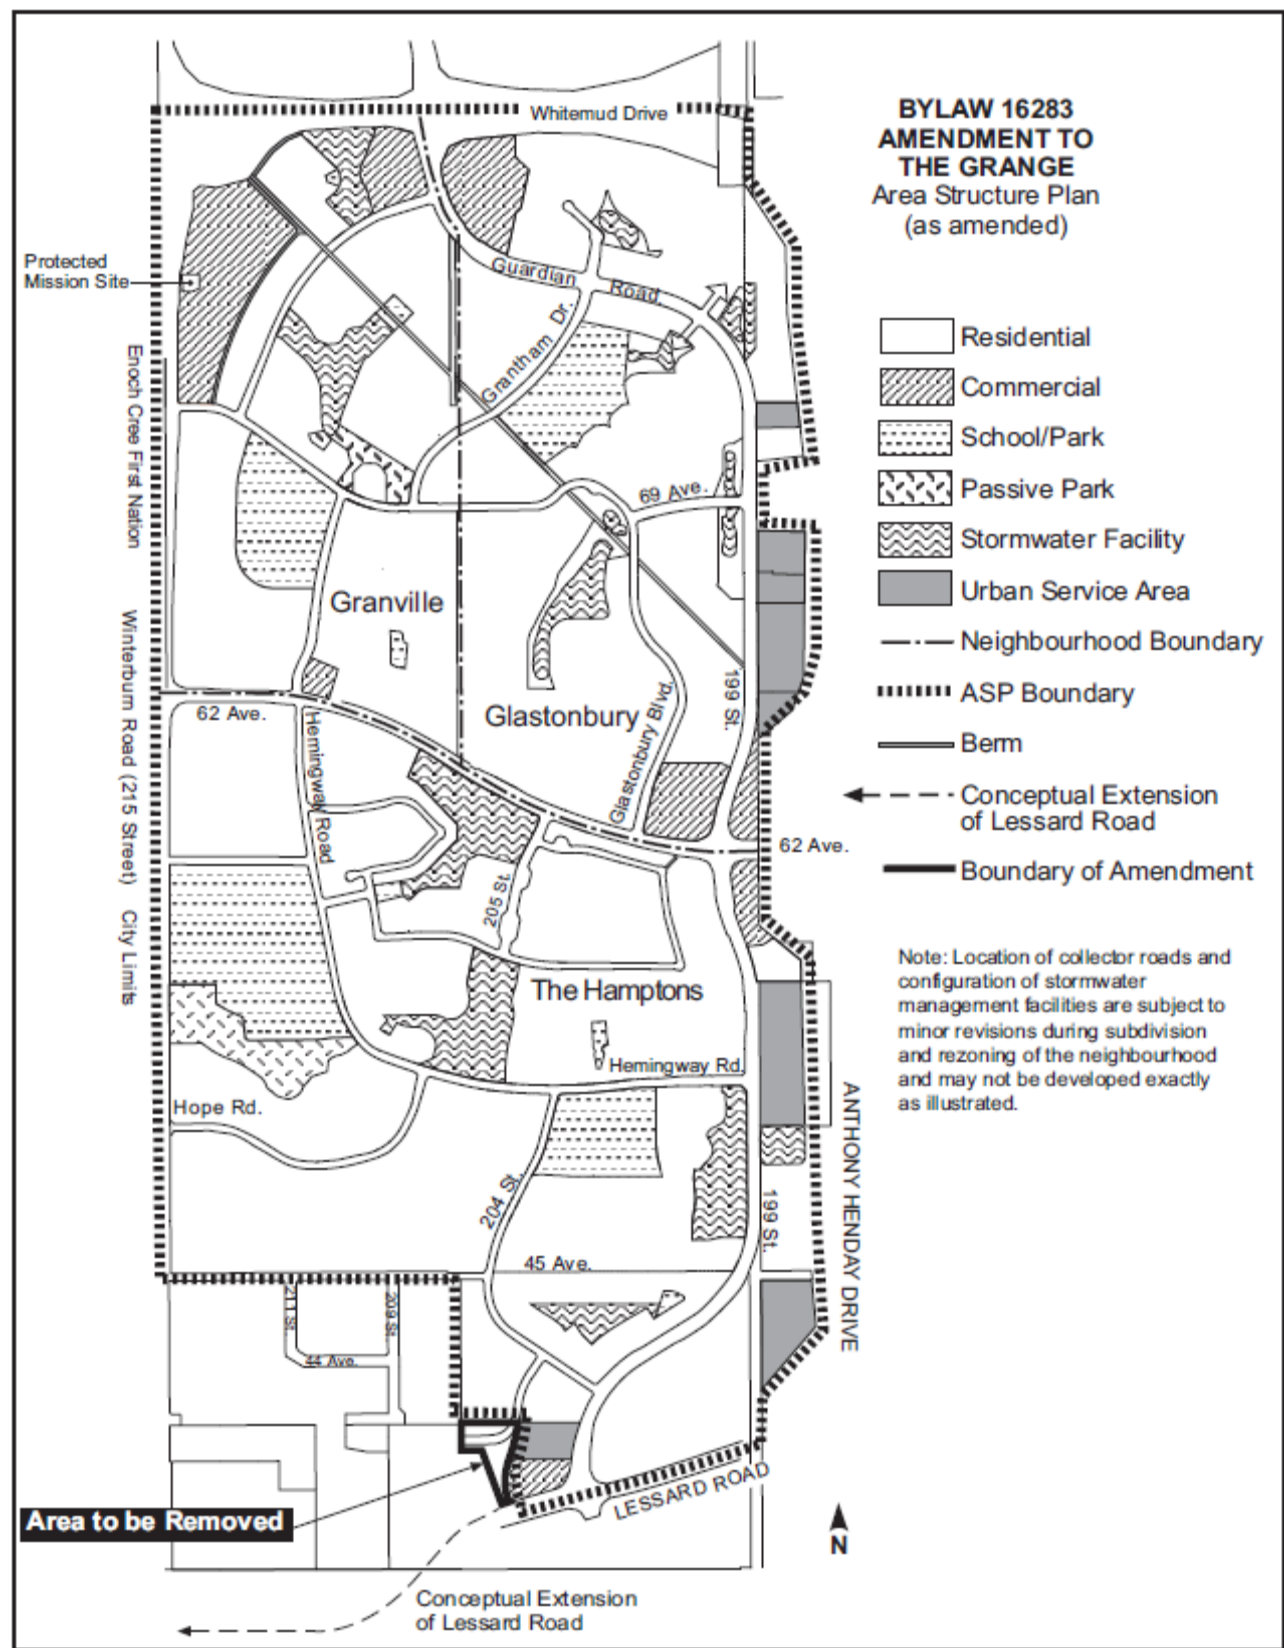 BYLAW 16283
AMENDMENT TO
THE GRANGE
Area Structure Plan
(as amended)
Whitemud Drive
Protected
Mission Site
Guardian Road
Grantham Dr.
Enoch Cree First Nation
69 Ave.
Granville
Glastonbury
Glastonbury Blvd.
199 St.
Winterburn Road (215 Street) City Limits
62 Ave.
Hemingway Road
62 Ave.
205 St.
The Hamptons
Hemingway Rd.
Hope Rd.
204 St.
199 St.
ANTHONY HENDAY DRIVE
45 Ave.
211 St.
209 St.
44 Ave.
LESSARD ROAD
Area to be Removed
Conceptual Extension
of Lessard Road
N
Residential
Commercial
School/Park
Passive Park
Stormwater Facility
Urban Service Area
Neighbourhood Boundary
ASP Boundary
Berm
Conceptual Extension
of Lessard Road
Boundary of Amendment
Note: Location of collector roads and
configuration of stormwater
management facilities are subject to
minor revisions during subdivision
and rezoning of the neighbourhood
and may not be developed exactly
as illustrated.